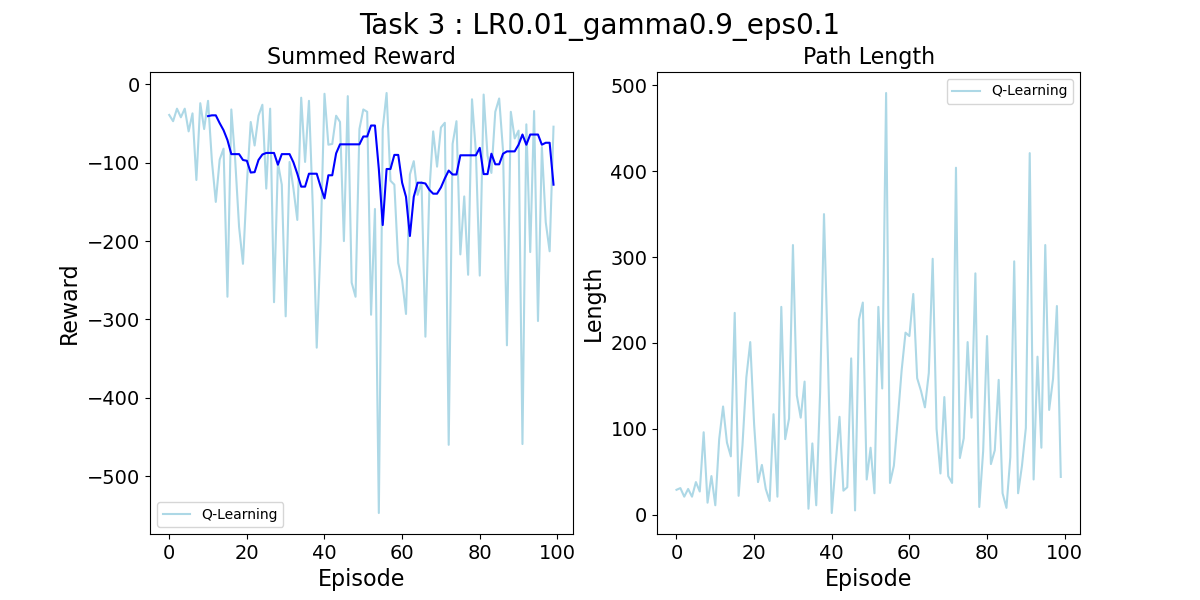 Task 3 : LR0.01_gamma0.9_eps0.1
Summed Reward
0
−100
−200
−300
−400
−500
Reward
Q-Learning
0 20 40 60 80 100
Episode
Path Length
500
400
300
200
100
0
Length
Q-Learning
0 20 40 60 80 100
Episode